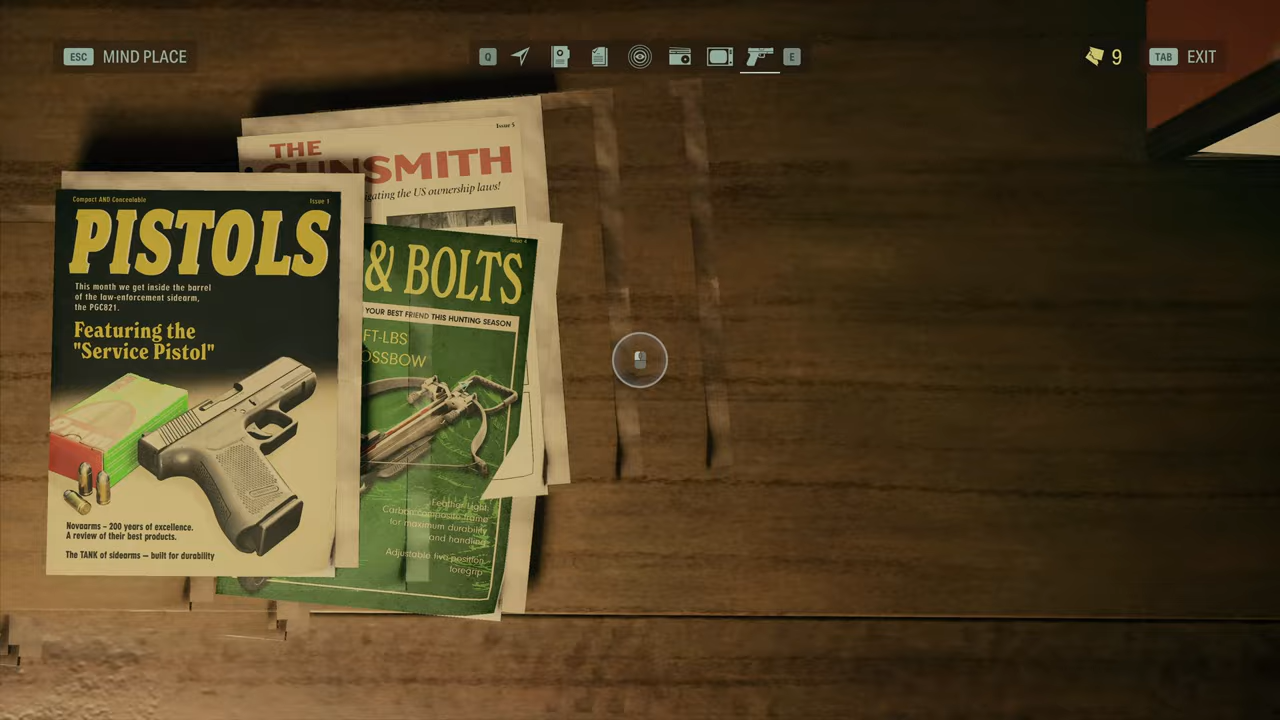 ESC MIND PLACE
Q
E
9
TAB EXIT
Issue 5
THE
GUNSMITH
igating the US ownership laws!
Compact AND Concealable
Issue 1
PISTOLS
This month we get inside the barrel
of the law-enforcement sidearm,
the PGC821.
Featuring the
"Service Pistol"
Novaarms – 200 years of excellence.
A review of their best products.
The TANK of sidearms — built for durability
& BOLTS
YOUR BEST FRIEND THIS HUNTING SEASON
FT-LBS
OSSBOW
Feather light
Carbon composite frame
for maximum durability
and handling
Adjustable five position
foregrip